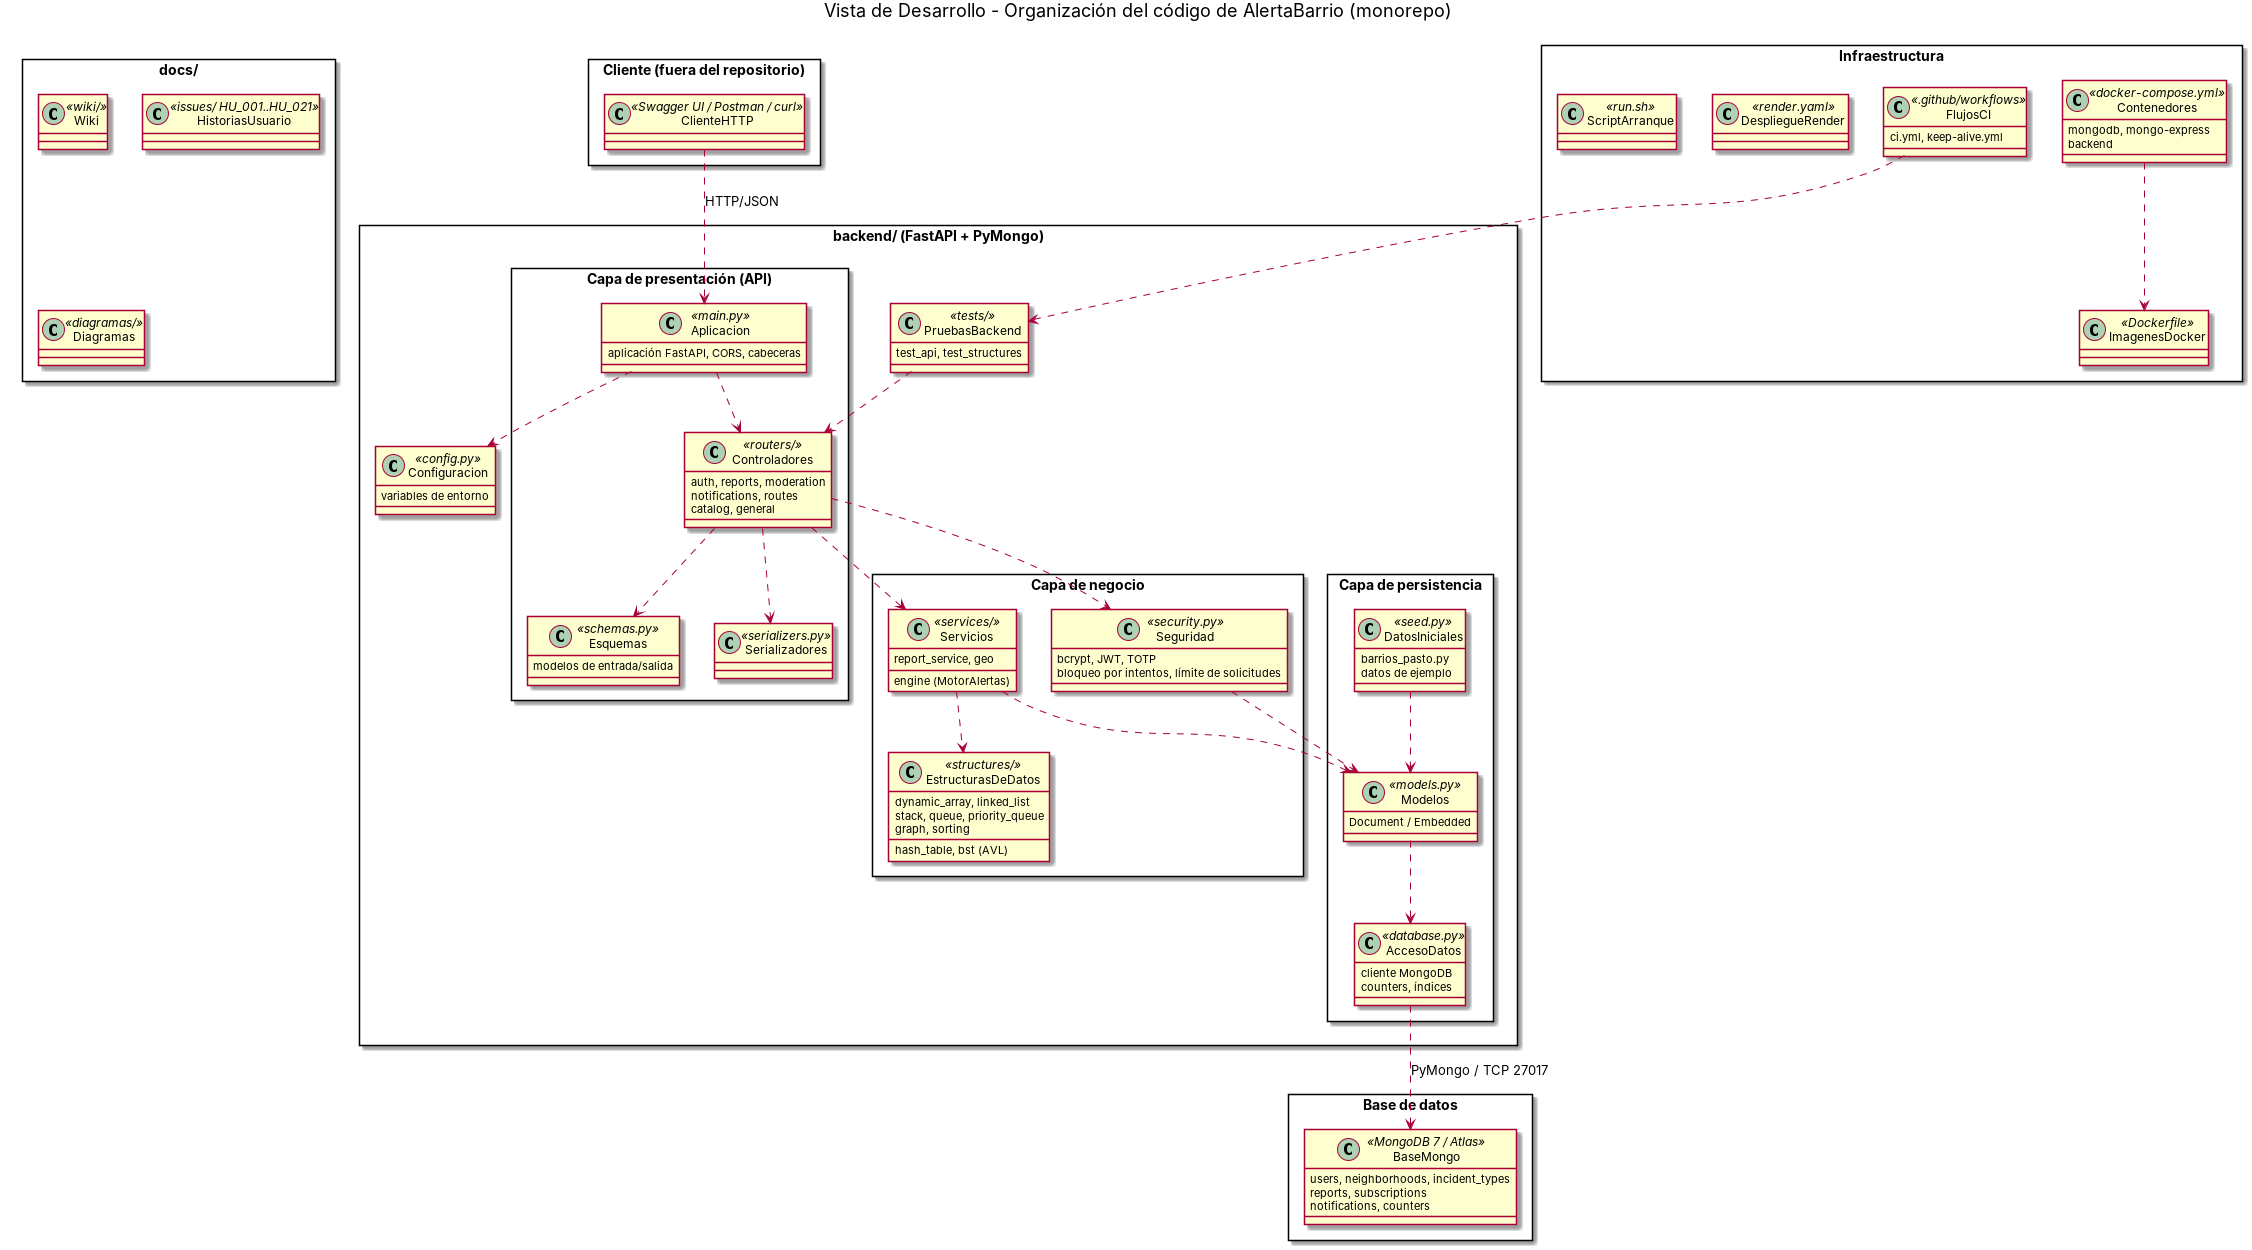 Vista de Desarrollo - Organización del código de AlertaBarrio (monorepo)
docs/
«wiki/»
Wiki
«issues/ HU_001..HU_021»
HistoriasUsuario
«diagramas/»
Diagramas
Cliente (fuera del repositorio)
«Swagger UI / Postman / curl»
ClienteHTTP
HTTP/JSON
Infraestructura
«run.sh»
ScriptArranque
«render.yaml»
DespliegueRender
«.github/workflows»
FlujosCI
ci.yml, keep-alive.yml
«docker-compose.yml»
Contenedores
mongodb, mongo-express
backend
«Dockerfile»
ImagenesDocker
backend/ (FastAPI + PyMongo)
Capa de presentación (API)
«main.py»
Aplicacion
aplicación FastAPI, CORS, cabeceras
«tests/»
PruebasBackend
test_api, test_structures
«config.py»
Configuracion
variables de entorno
«routers/»
Controladores
auth, reports, moderation
notifications, routes
catalog, general
«schemas.py»
Esquemas
modelos de entrada/salida
«serializers.py»
Serializadores
Capa de negocio
«services/»
Servicios
report_service, geo
engine (MotorAlertas)
«security.py»
Seguridad
bcrypt, JWT, TOTP
bloqueo por intentos, límite de solicitudes
«structures/»
EstructurasDeDatos
dynamic_array, linked_list
stack, queue, priority_queue
graph, sorting
hash_table, bst (AVL)
Capa de persistencia
«seed.py»
DatosIniciales
barrios_pasto.py
datos de ejemplo
«models.py»
Modelos
Document / Embedded
«database.py»
AccesoDatos
cliente MongoDB
counters, índices
PyMongo / TCP 27017
Base de datos
«MongoDB 7 / Atlas»
BaseMongo
users, neighborhoods, incident_types
reports, subscriptions
notifications, counters